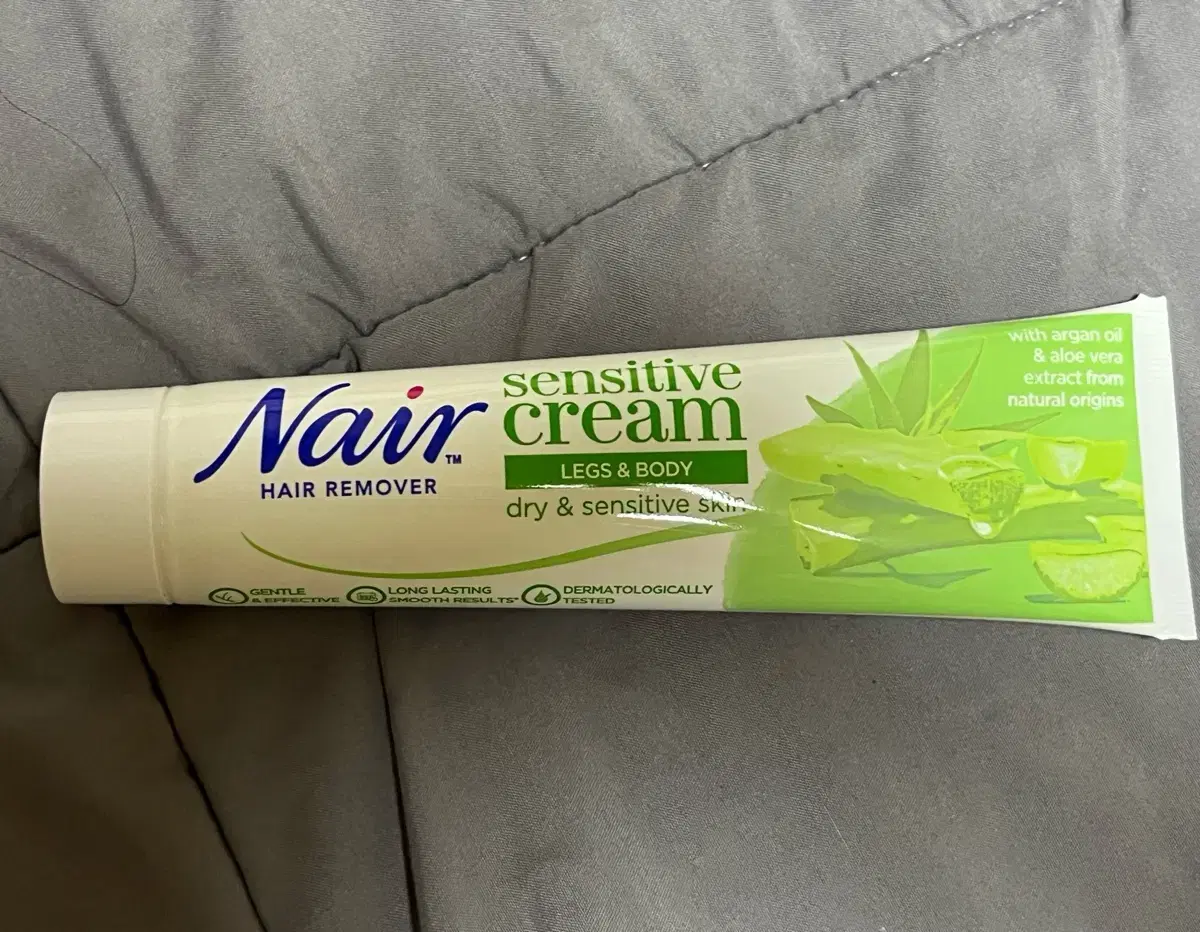 Nair™
HAIR REMOVER
sensitive
cream
LEGS & BODY
dry & sensitive skin
with argan oil
& aloe vera
extract from
natural origins
GENTLE
& EFFECTIVE
LONG LASTING
SMOOTH RESULTS*
DERMATOLOGICALLY
TESTED